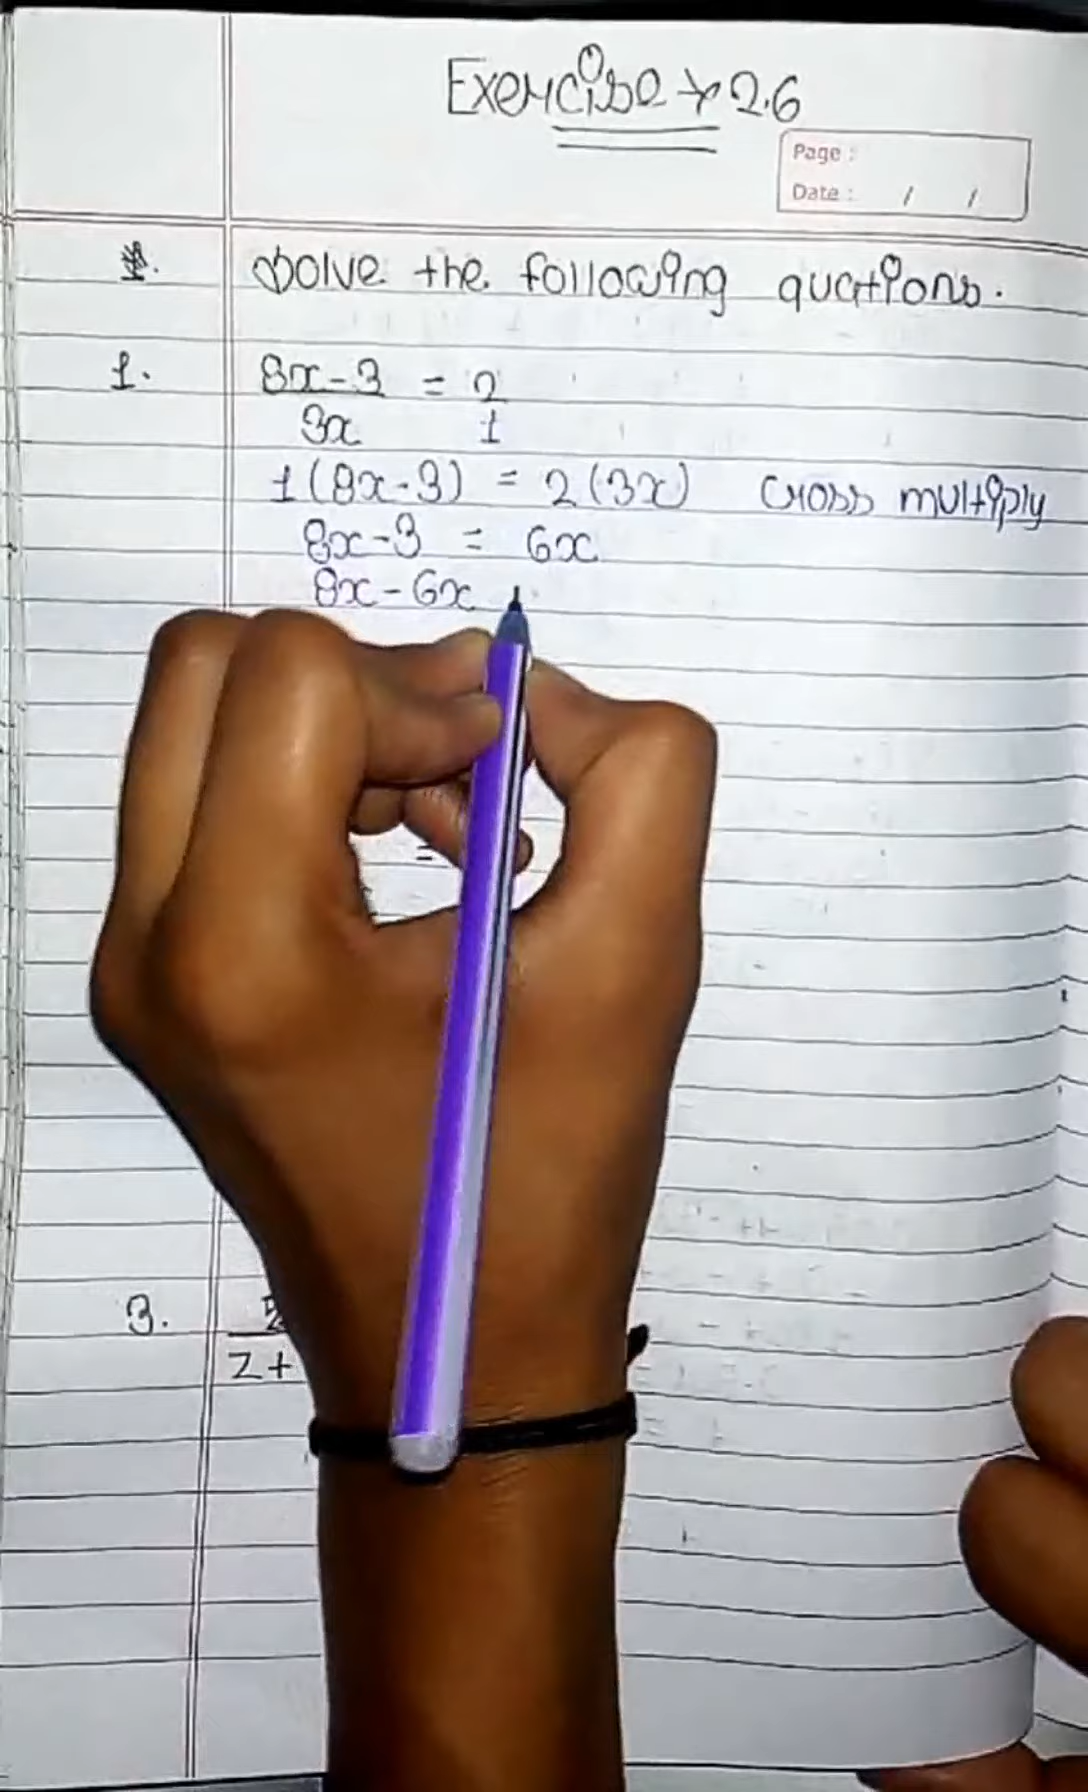 Exercise → 2.6
Page :
Date : / /
1. Solve the following quations.
1. 8x-3 = 2
3x 1
1(8x-3) = 2(3x) Cross multiply
8x-3 = 6x
8x-6x
=
3.
z+